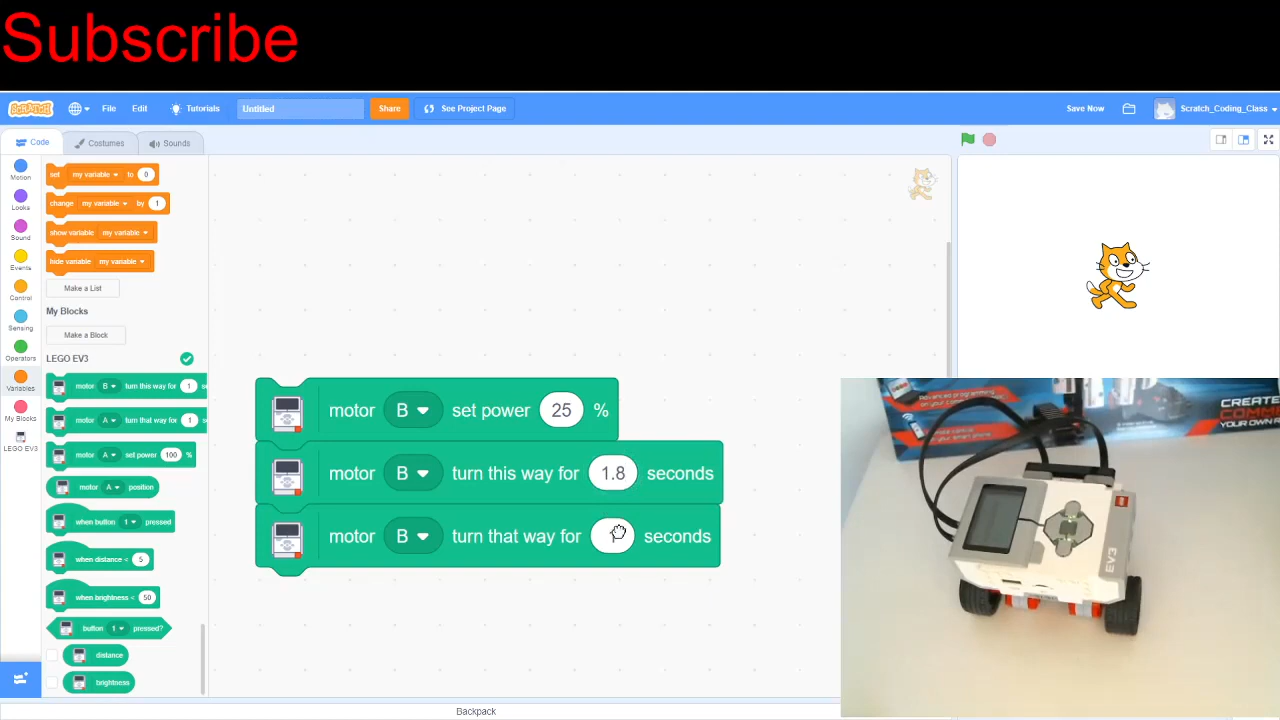 Subscribe
SCRATCH
File
Edit
Tutorials
Untitled
Share
See Project Page
Save Now
Scratch_Coding_Class
Code
Costumes
Sounds
Motion
Looks
Sound
Events
Control
Sensing
Operators
Variables
My Blocks
LEGO EV3
set my variable to 0
change my variable by 1
show variable my variable
hide variable my variable
Make a List
My Blocks
Make a Block
LEGO EV3
motor B turn this way for 1 s
motor A turn that way for 1 s
motor A set power 100 %
motor A position
when button 1 pressed
when distance < 5
when brightness < 50
button 1 pressed?
distance
brightness
motor B set power 25 %
motor B turn this way for 1.8 seconds
motor B turn that way for seconds
Backpack
CREATE
COMM
YOUR OWN R
EV3